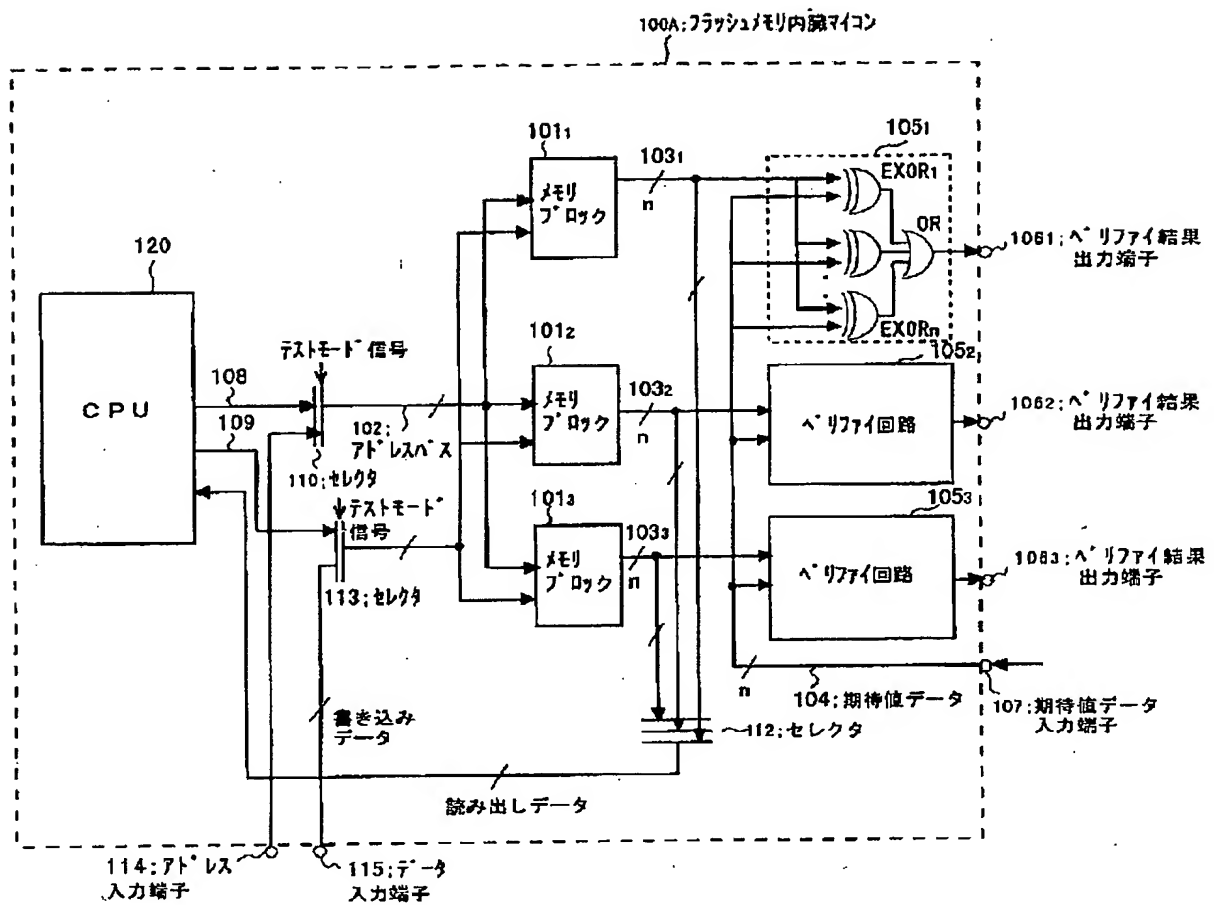 100A:フラッシュメモリ内臓マイコン
101₁
メモリ
ブロック
103₁
n
105₁
EXOR₁
OR
EXORn
1061:ベリファイ結果
出力端子
120
CPU
108
109
テストモード信号
102:
アドレスバス
110:セレクタ
テストモード
信号
113:セレクタ
101₂
メモリ
ブロック
103₂
n
105₂
ベリファイ回路
1062:ベリファイ結果
出力端子
101₃
メモリ
ブロック
103₃
n
105₃
ベリファイ回路
1063:ベリファイ結果
出力端子
n
104:期待値データ
107:期待値データ
入力端子
112:セレクタ
書き込み
データ
読み出しデータ
114:アドレス
入力端子
115:データ
入力端子